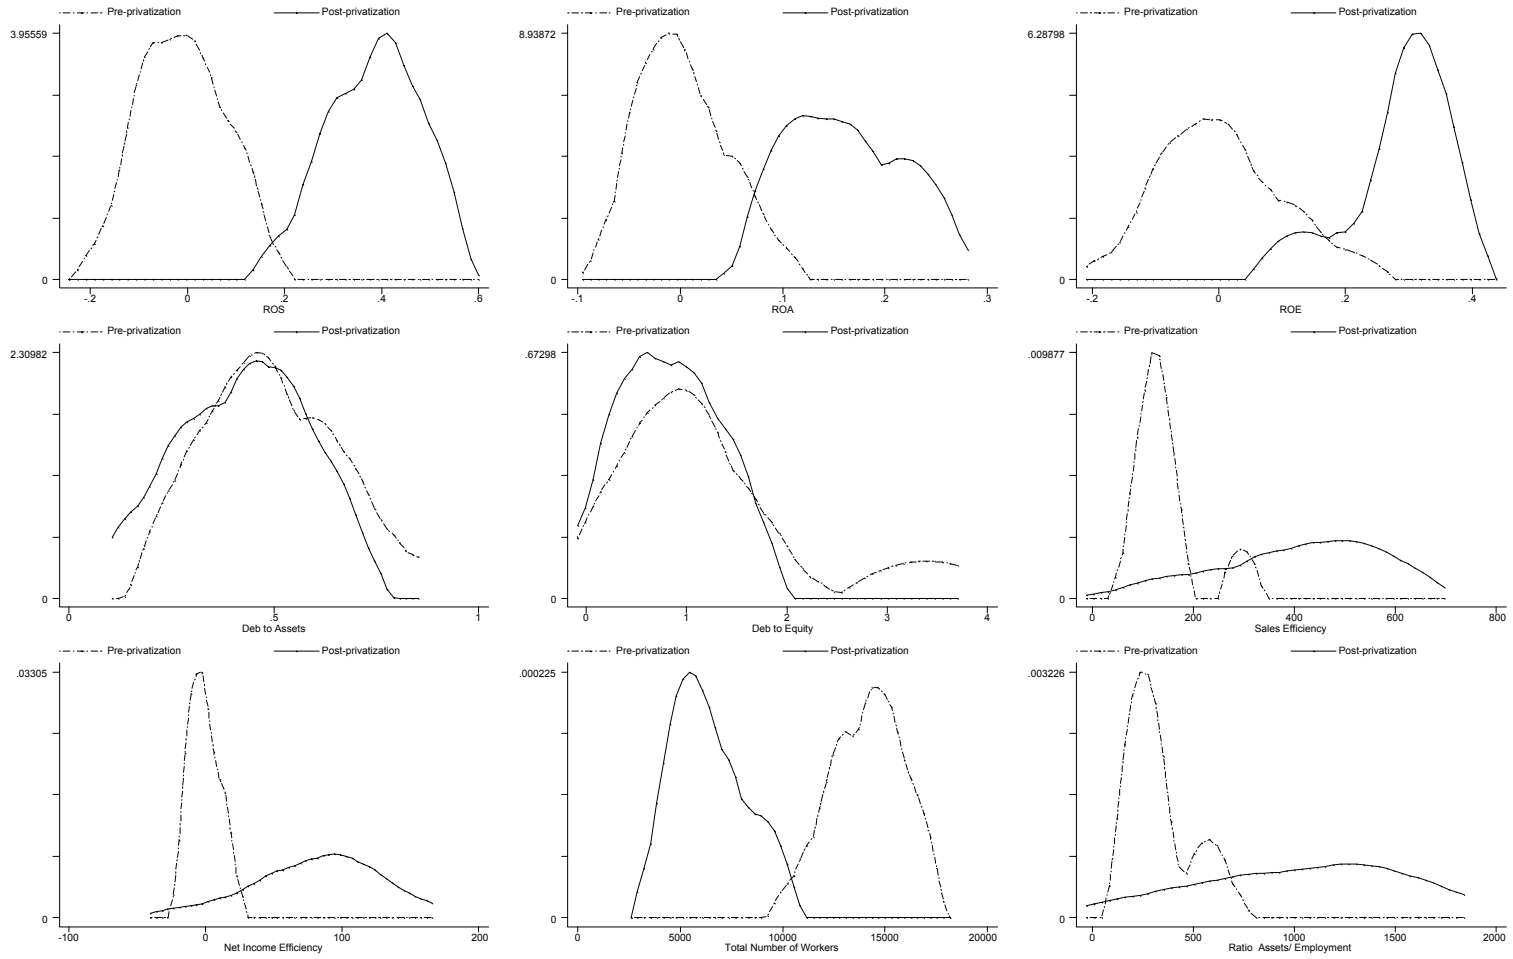 Pre-privatization Post-privatization
3.95559
0
-.2 0 .2 .4 .6
ROS
Pre-privatization Post-privatization
8.93872
0
-.1 0 .1 .2 .3
ROA
Pre-privatization Post-privatization
6.28798
0
-.2 0 .2 .4
ROE
Pre-privatization Post-privatization
2.30982
0
0 .5 1
Deb to Assets
Pre-privatization Post-privatization
.67298
0
0 1 2 3 4
Deb to Equity
Pre-privatization Post-privatization
.009877
0
0 200 400 600 800
Sales Efficiency
Pre-privatization Post-privatization
.03305
0
-100 0 100 200
Net Income Efficiency
Pre-privatization Post-privatization
.000225
0
0 5000 10000 15000 20000
Total Number of Workers
Pre-privatization Post-privatization
.003226
0
0 500 1000 1500 2000
Ratio Assets/ Employment